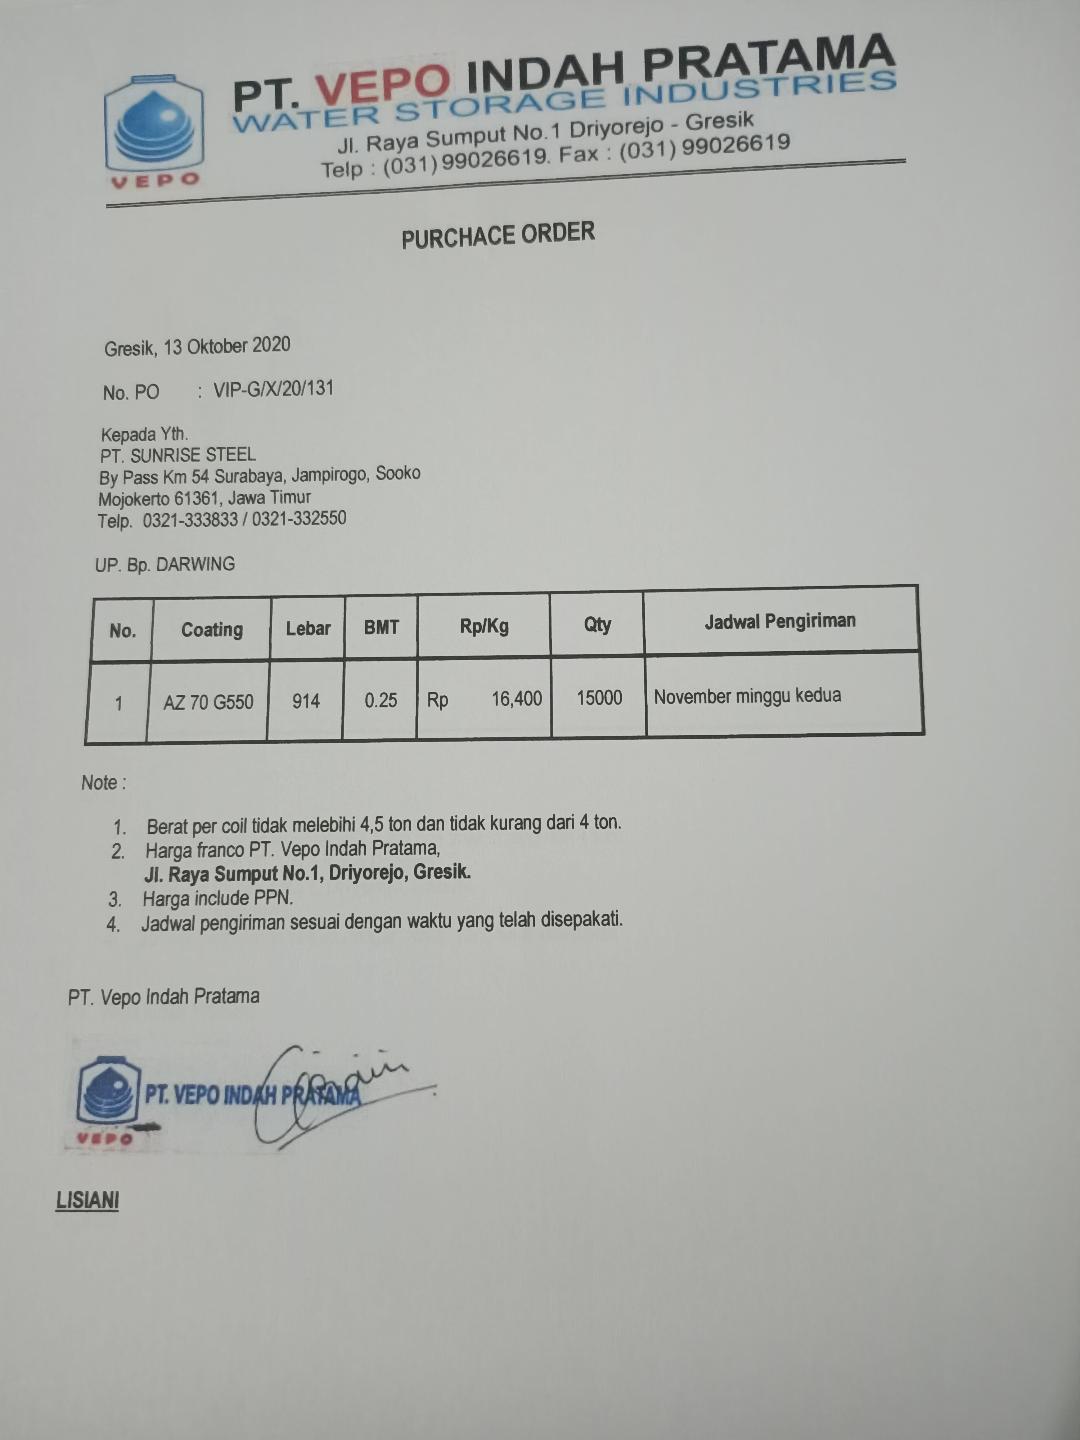 PT. VEPO INDAH PRATAMA
WATER STORAGE INDUSTRIES
Jl. Raya Sumput No.1 Driyorejo - Gresik
Telp : (031) 99026619. Fax : (031) 99026619
VEPO
PURCHACE ORDER
Gresik, 13 Oktober 2020
No. PO : VIP-G/X/20/131
Kepada Yth.
PT. SUNRISE STEEL
By Pass Km 54 Surabaya, Jampirogo, Sooko
Mojokerto 61361, Jawa Timur
Telp. 0321-333833 / 0321-332550
UP. Bp. DARWING
No. Coating Lebar BMT Rp/Kg Qty Jadwal Pengiriman
1 AZ 70 G550 914 0.25 Rp 16,400 15000 November minggu kedua
Note :
1. Berat per coil tidak melebihi 4,5 ton dan tidak kurang dari 4 ton.
2. Harga franco PT. Vepo Indah Pratama,
Jl. Raya Sumput No.1, Driyorejo, Gresik.
3. Harga include PPN.
4. Jadwal pengiriman sesuai dengan waktu yang telah disepakati.
PT. Vepo Indah Pratama
PT. VEPO INDAH PRATAMA
VEPO
LISIANI